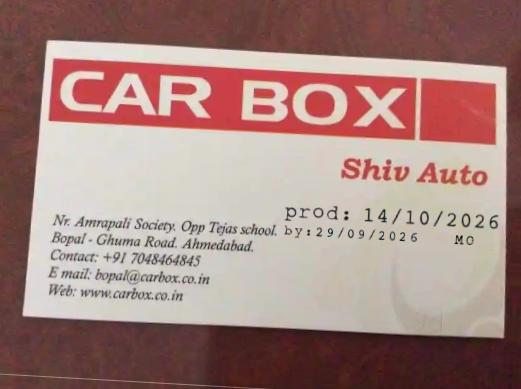 CAR BOX
Shiv Auto
prod: 14/10/2026
by:29/09/2026 MO
Nr. Amrapali Society. Opp Tejas school.
Bopal - Ghuma Road. Ahmedabad.
Contact: +91 7048464845
E mail: bopal@carbox.co.in
Web: www.carbox.co.in